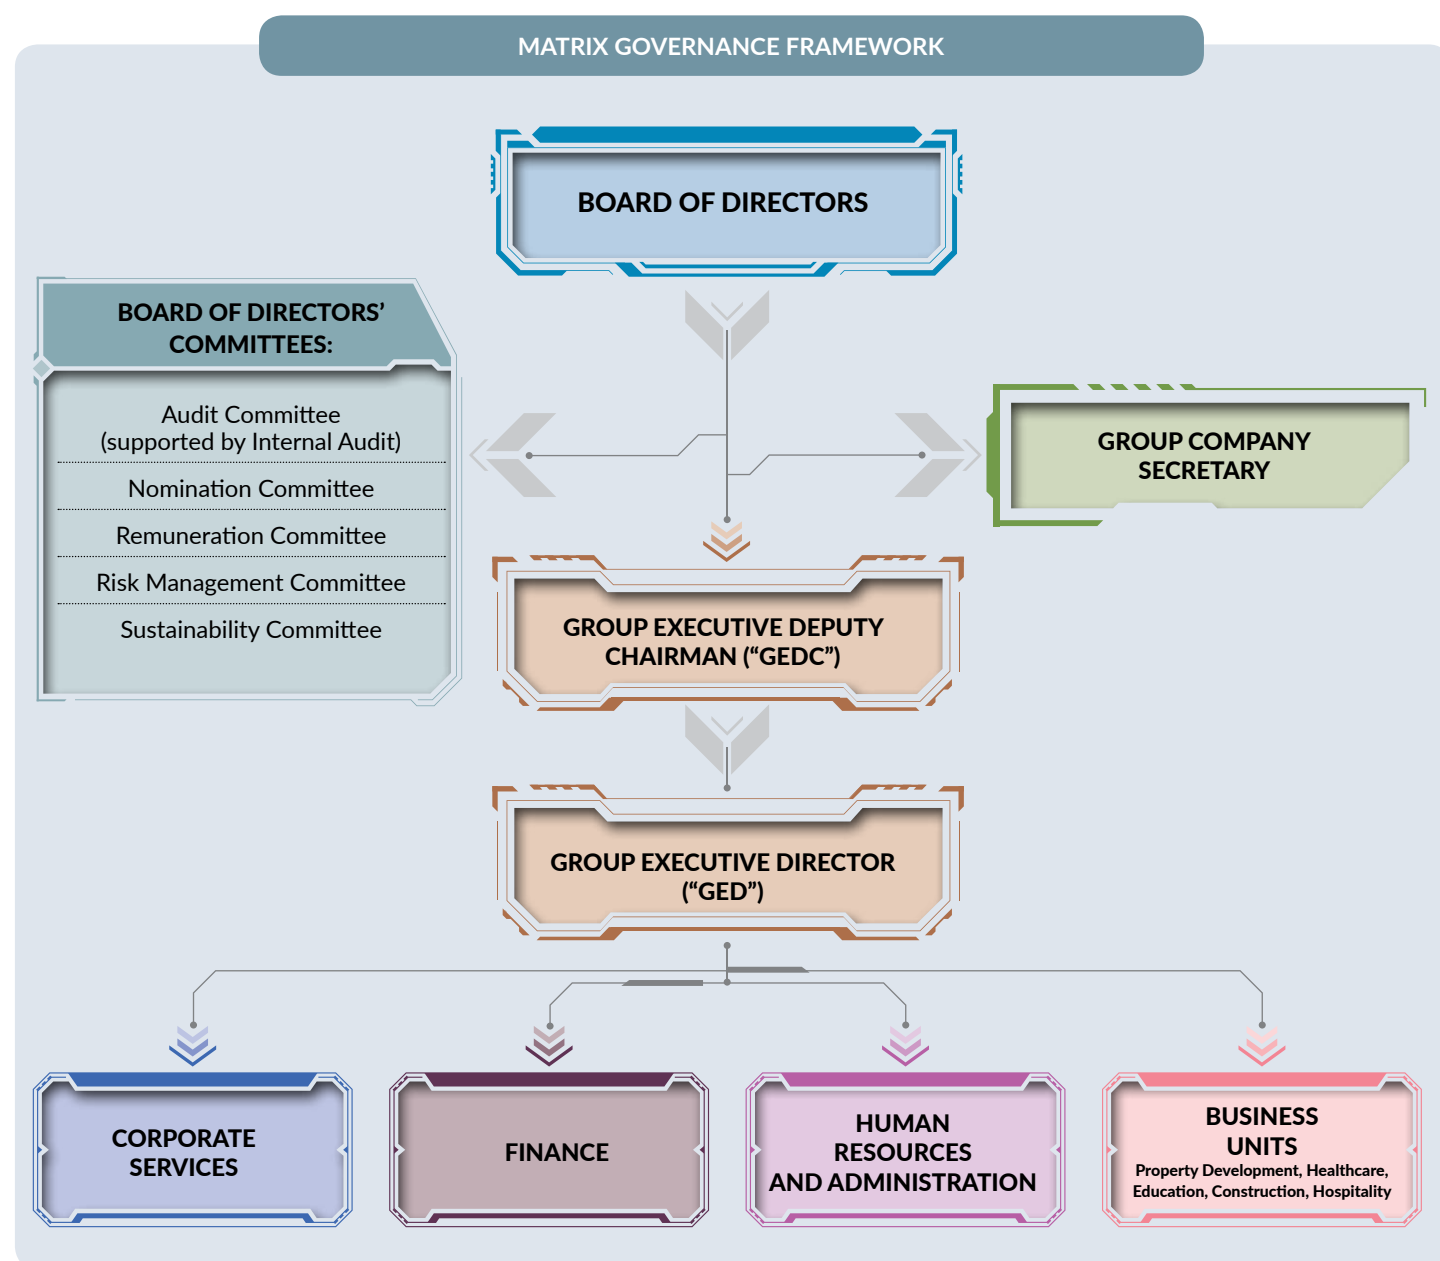 MATRIX GOVERNANCE FRAMEWORK
BOARD OF DIRECTORS
BOARD OF DIRECTORS’
COMMITTEES:
Audit Committee
(supported by Internal Audit)
Nomination Committee
Remuneration Committee
Risk Management Committee
Sustainability Committee
GROUP COMPANY
SECRETARY
GROUP EXECUTIVE DEPUTY
CHAIRMAN (“GEDC”)
GROUP EXECUTIVE DIRECTOR
(“GED”)
CORPORATE
SERVICES
FINANCE
HUMAN
RESOURCES
AND ADMINISTRATION
BUSINESS
UNITS
Property Development, Healthcare,
Education, Construction, Hospitality